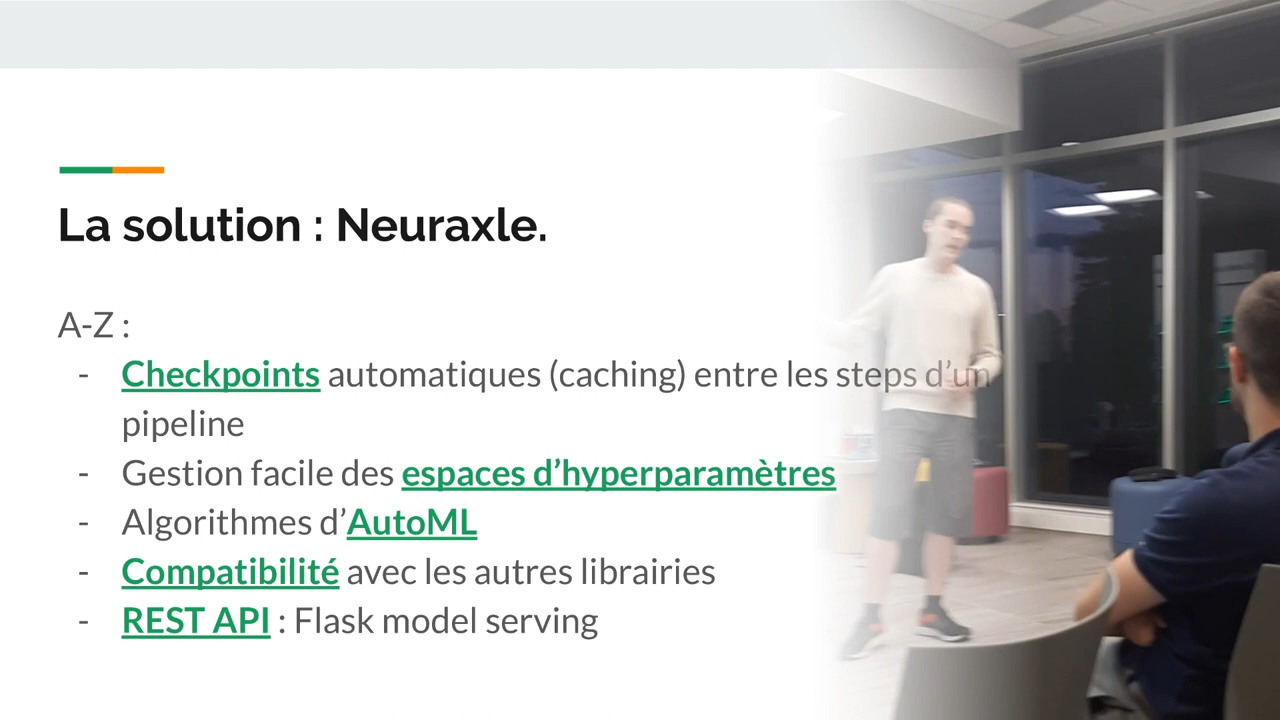 La solution : Neuraxle.
A-Z :
- Checkpoints automatiques (caching) entre les steps d’un
pipeline
- Gestion facile des espaces d’hyperparamètres
- Algorithmes d’AutoML
- Compatibilité avec les autres librairies
- REST API : Flask model serving